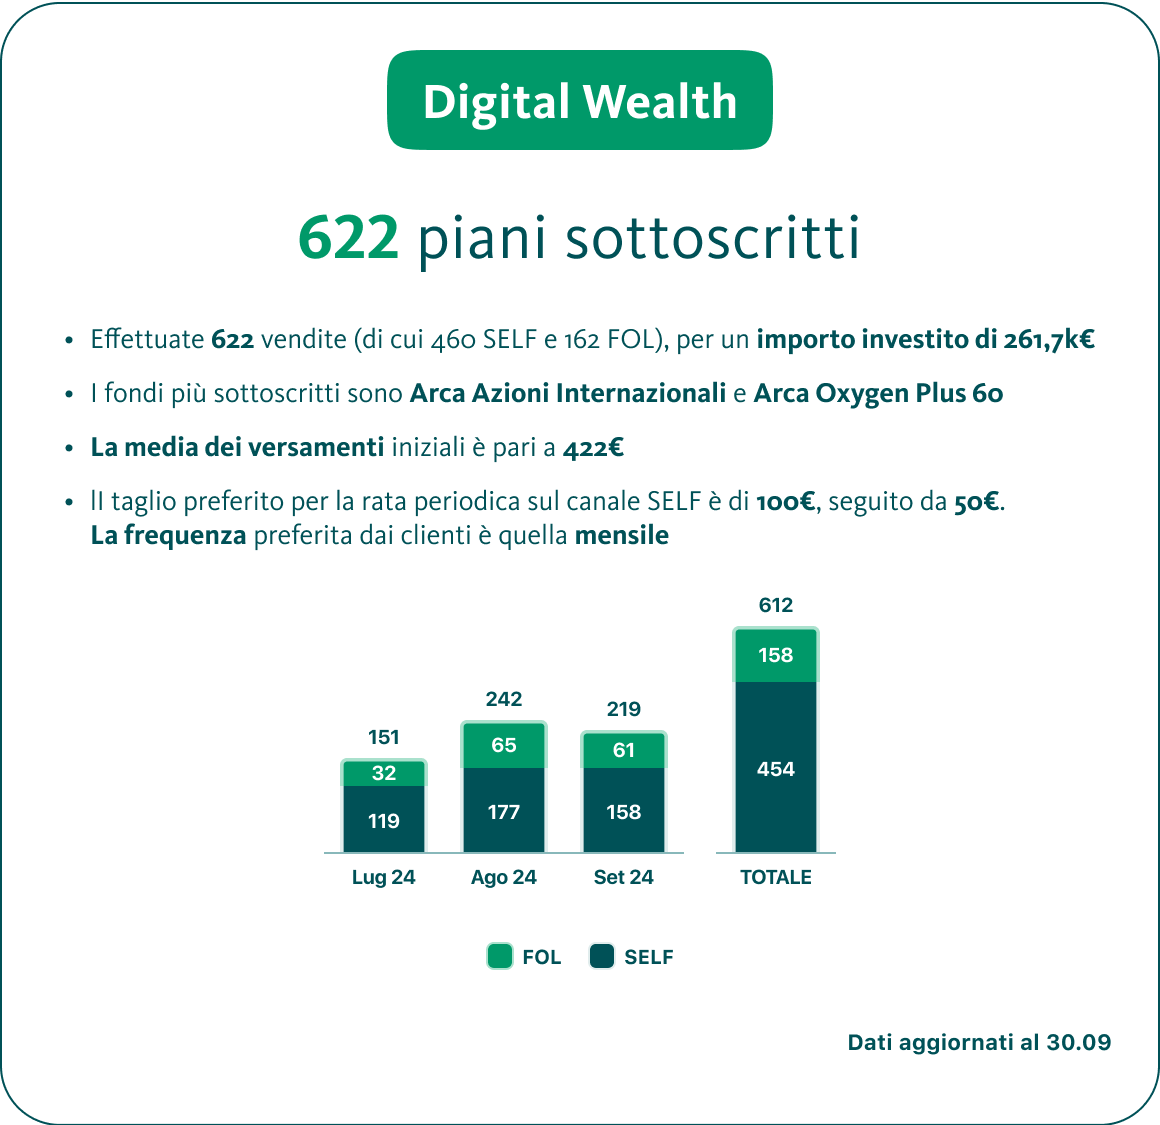 Digital Wealth
622 piani sottoscritti
• Effettuate 622 vendite (di cui 460 SELF e 162 FOL), per un importo investito di 261,7k€
• I fondi più sottoscritti sono Arca Azioni Internazionali e Arca Oxygen Plus 60
• La media dei versamenti iniziali è pari a 422€
• lI taglio preferito per la rata periodica sul canale SELF è di 100€, seguito da 50€.
La frequenza preferita dai clienti è quella mensile
612
158
454
242
65
177
219
61
158
151
32
119
Lug 24 Ago 24 Set 24 TOTALE
FOL SELF
Dati aggiornati al 30.09